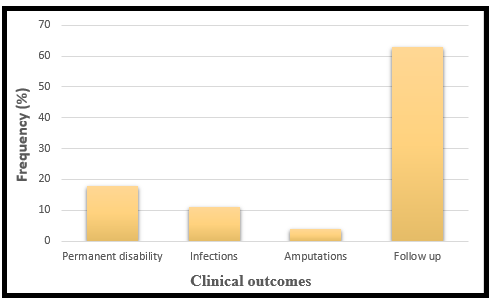 70
60
50
40
30
20
10
0
Frequency (%)
Permanent disability Infections Amputations Follow up
Clinical outcomes